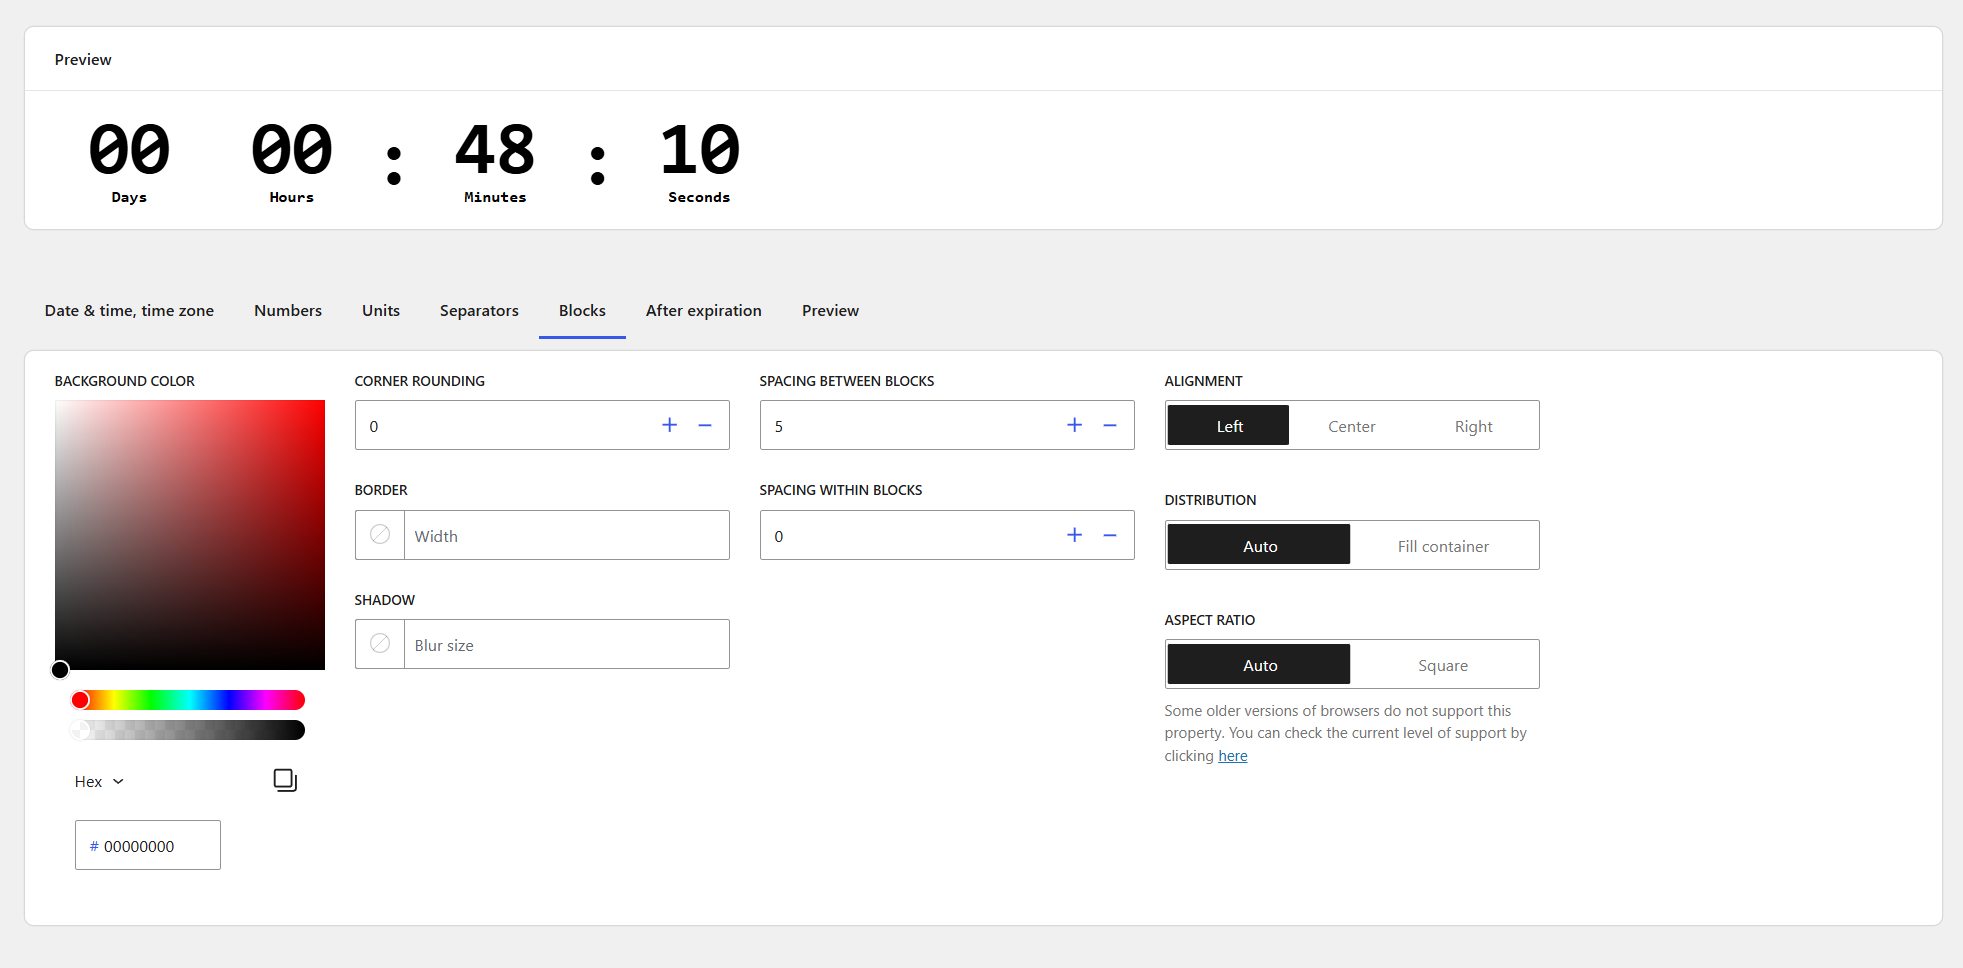 Preview
00 00 : 48 : 10
Days Hours Minutes Seconds
Date & time, time zone Numbers Units Separators Blocks After expiration Preview
BACKGROUND COLOR
Hex
# 00000000
CORNER ROUNDING
0 + −
BORDER
Width
SHADOW
Blur size
SPACING BETWEEN BLOCKS
5 + −
SPACING WITHIN BLOCKS
0 + −
ALIGNMENT
Left Center Right
DISTRIBUTION
Auto Fill container
ASPECT RATIO
Auto Square
Some older versions of browsers do not support this
property. You can check the current level of support by
clicking here